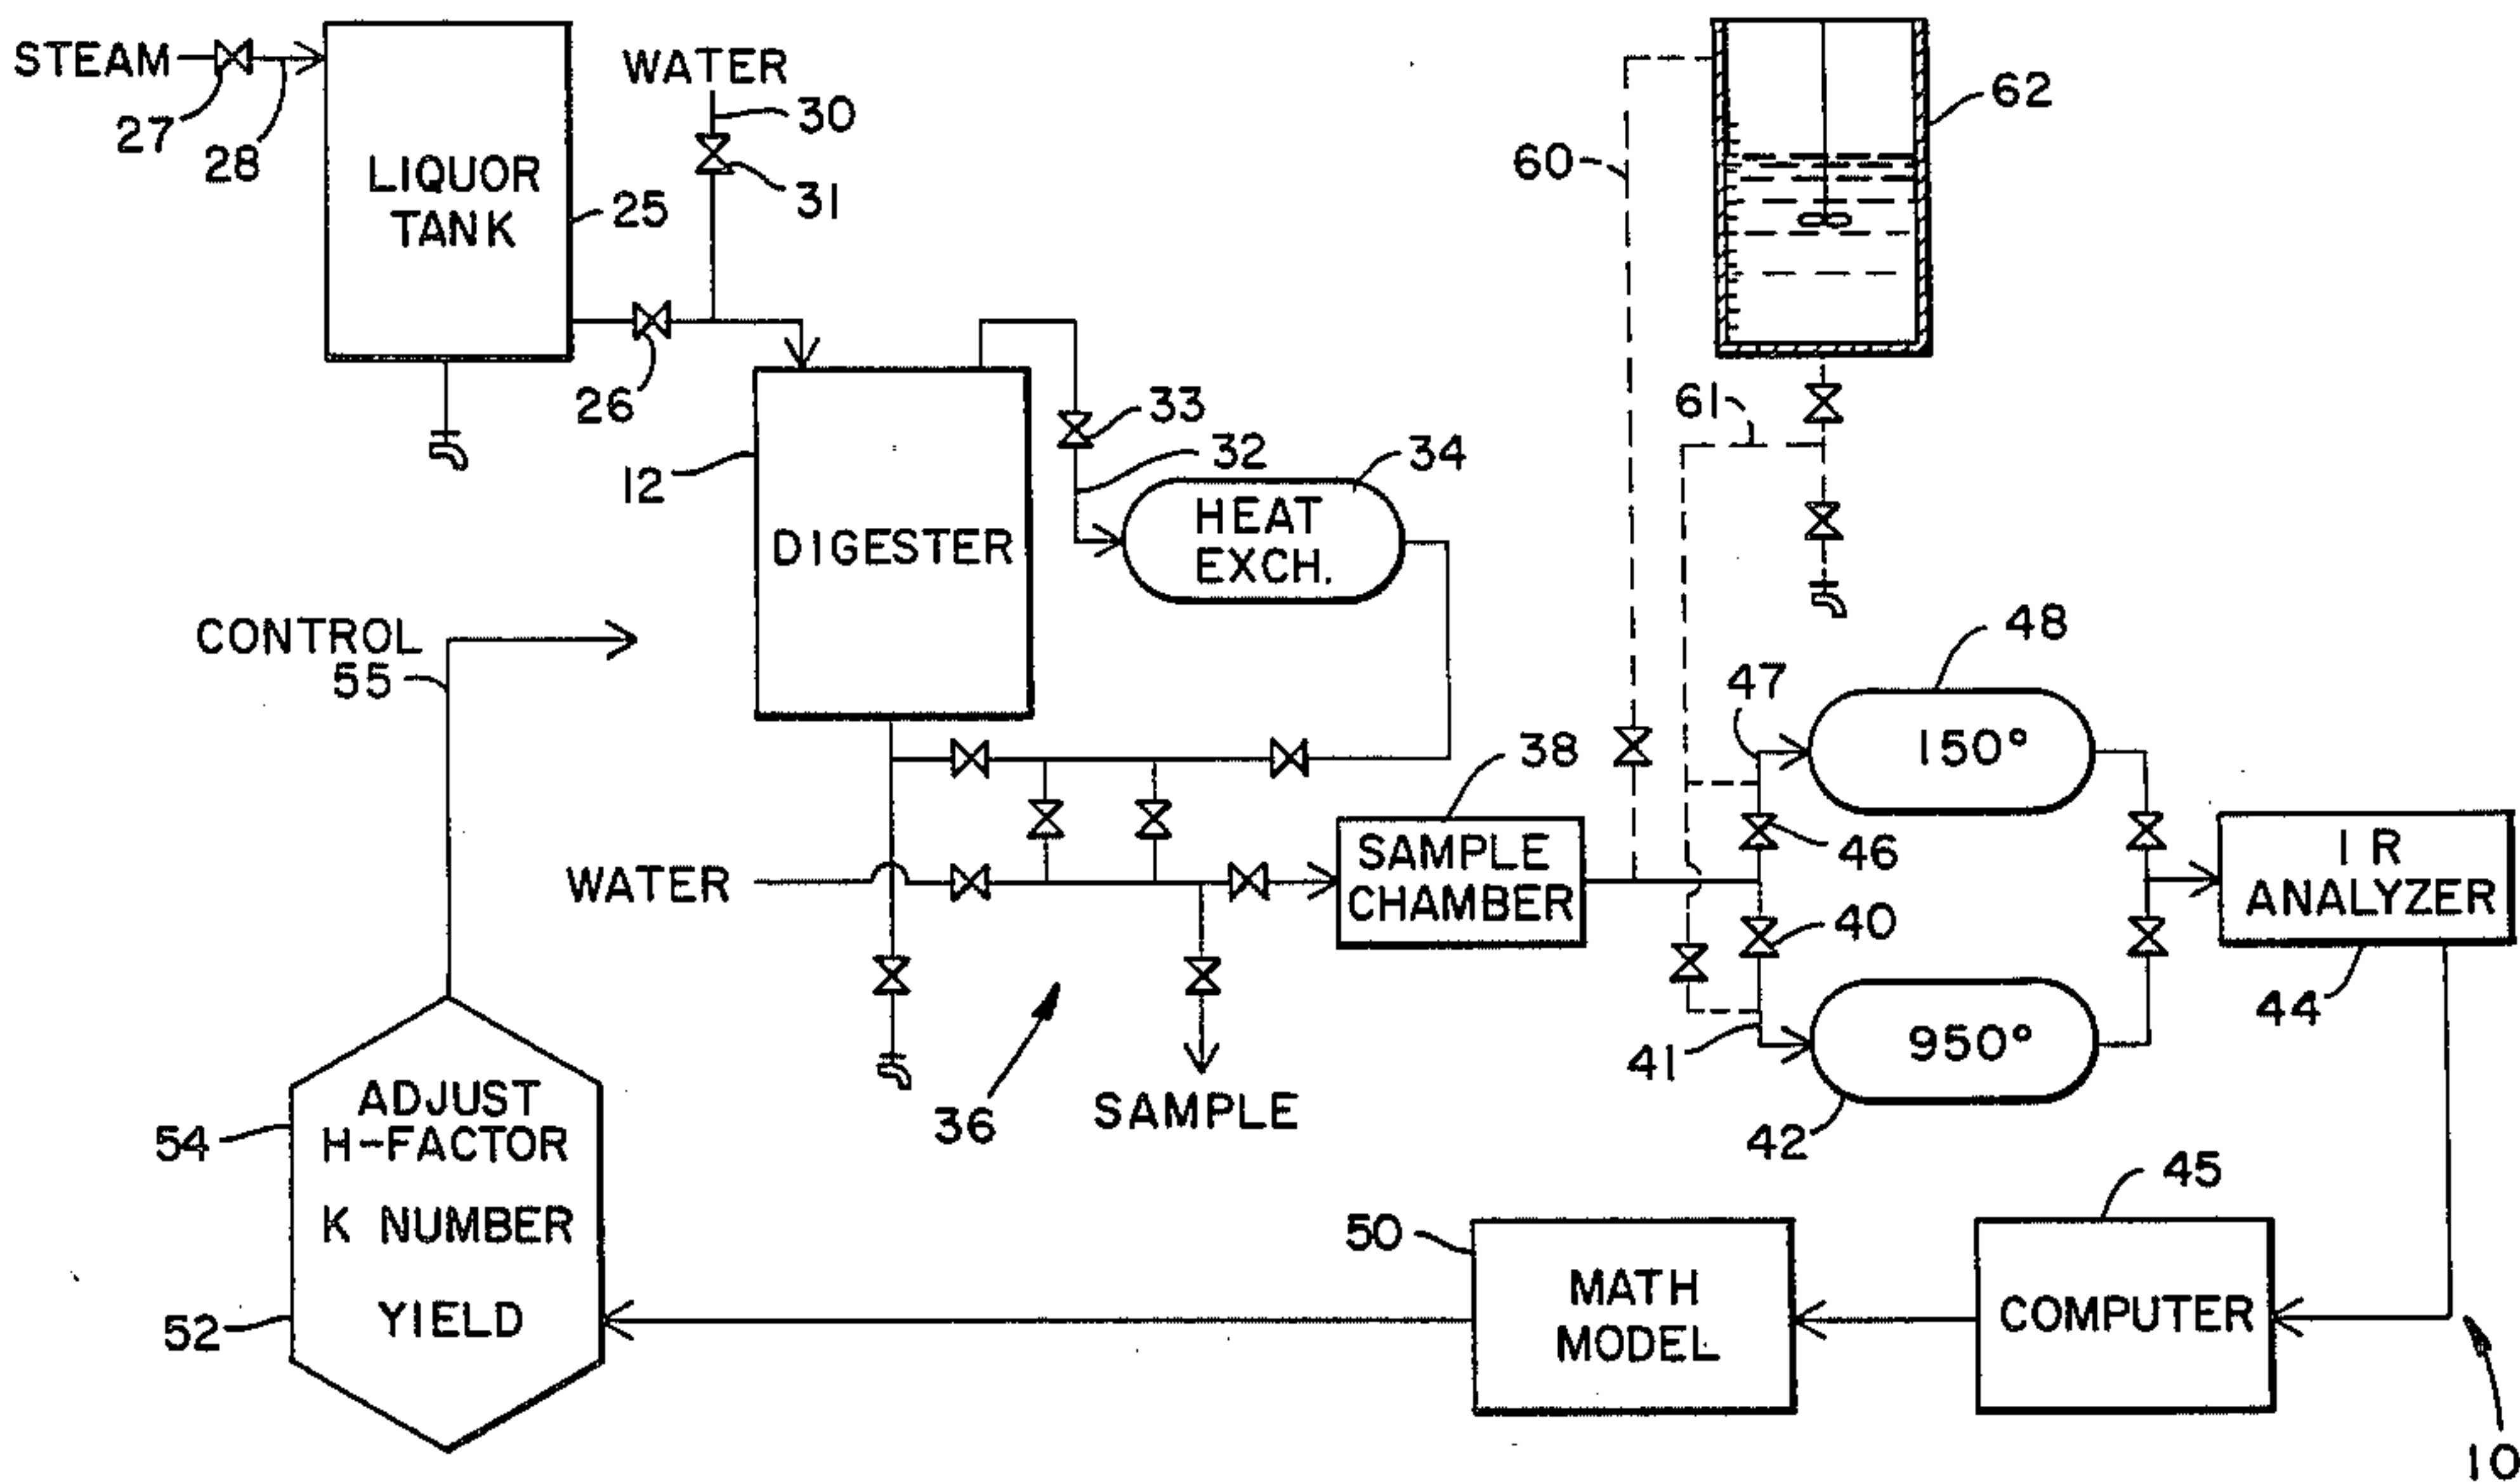 STEAM
27
28
LIQUOR
TANK
25
WATER
30
31
26
12
DIGESTER
33
32
34
HEAT
EXCH.
60
61
62
CONTROL
55
WATER
36
SAMPLE
38
SAMPLE
CHAMBER
47
48
150°
46
40
41
950°
42
I R
ANALYZER
44
54
ADJUST
H-FACTOR
K NUMBER
52
YIELD
50
MATH
MODEL
45
COMPUTER
10